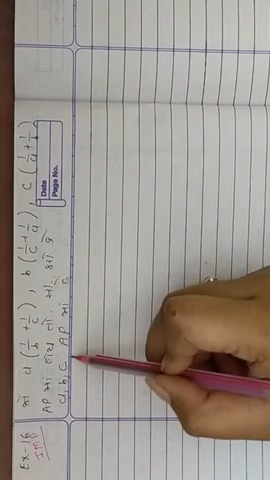 Ex-16 જો a (1/b + 1/c), b (1/c + 1/a), c (1/a + 1/b)
IMP AP માં હોય તો. સા. કરો કે
a, b, c AP માં છે
Date
Page No.